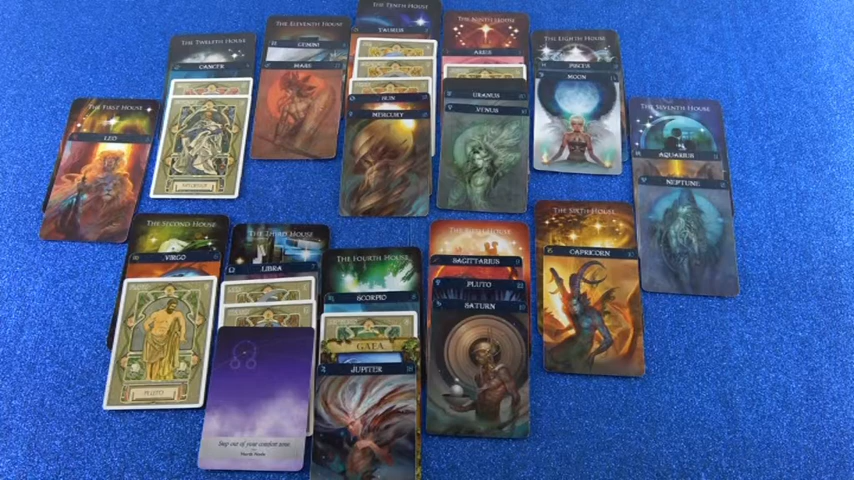 THE TENTH HOUSE
TAURUS
SUN
MERCURY
THE ELEVENTH HOUSE
GEMINI
MARS
THE NINTH HOUSE
ARIES
URANUS
VENUS
THE TWELFTH HOUSE
CANCER
THE EIGHTH HOUSE
PISCES
MOON
THE FIRST HOUSE
LEO
THE SEVENTH HOUSE
AQUARIUS
NEPTUNE
THE SECOND HOUSE
VIRGO
PLUTO
THE THIRD HOUSE
LIBRA
Step out of your comfort zone.
North Node
THE FOURTH HOUSE
SCORPIO
GAEA
JUPITER
SAGITTARIUS
PLUTO
SATURN
THE SIXTH HOUSE
CAPRICORN